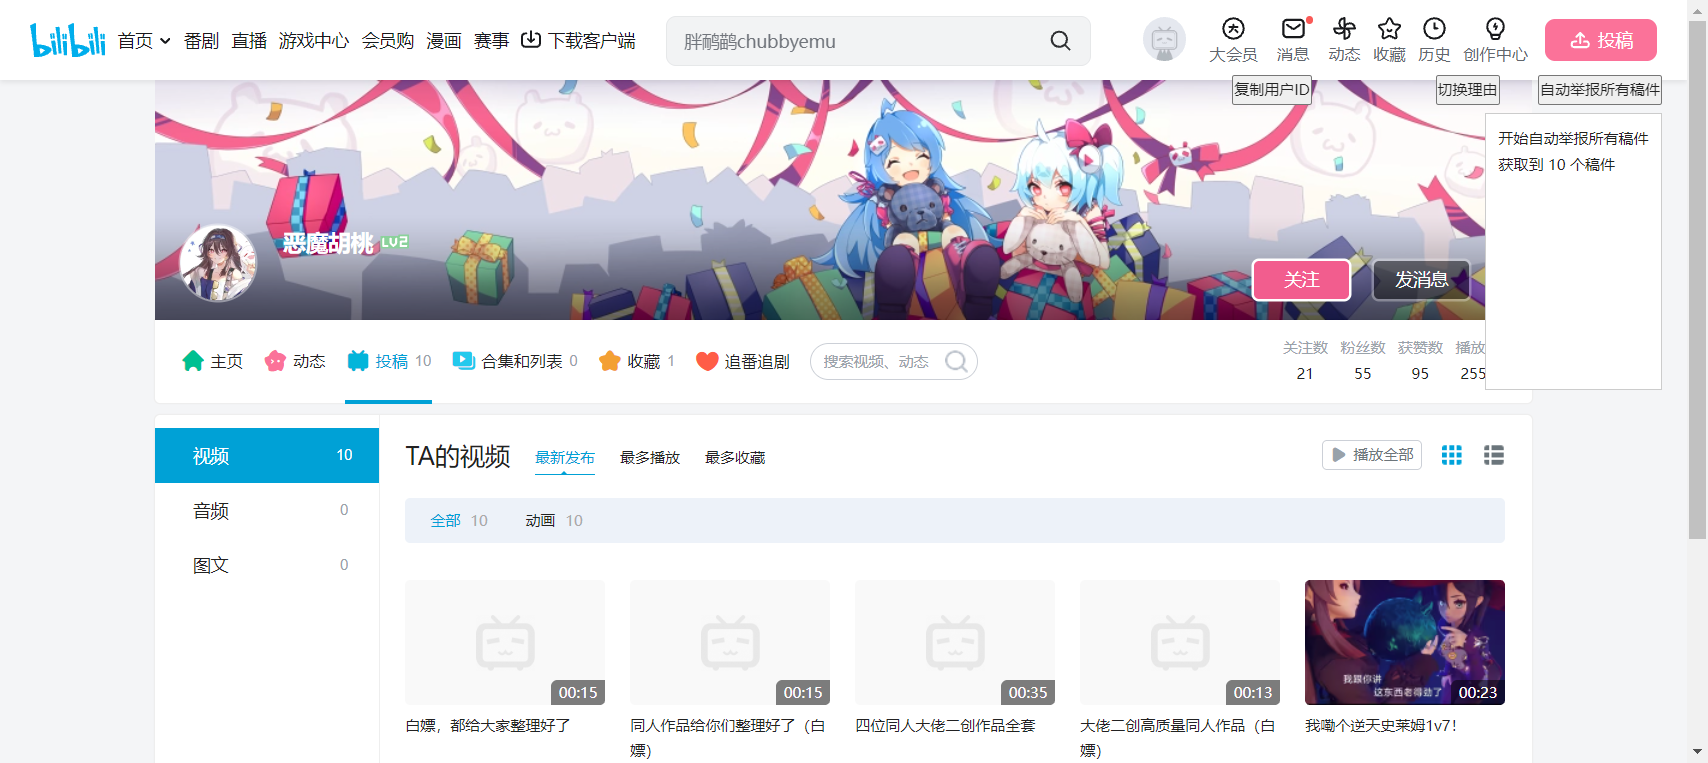 bilibili
首页
番剧
直播
游戏中心
会员购
漫画
赛事
下载客户端
胖鸸鹋chubbyemu
大会员
消息
动态
收藏
历史
创作中心
投稿
复制用户ID
切换理由
自动举报所有稿件
开始自动举报所有稿件
获取到 10 个稿件
恶魔胡桃 LV2
关注
发消息
主页
动态
投稿 10
合集和列表 0
收藏 1
追番追剧
搜索视频、动态
关注数 粉丝数 获赞数 播放
21 55 95 255
视频 10
音频 0
图文 0
TA的视频
最新发布
最多播放
最多收藏
播放全部
全部 10
动画 10
00:15
00:15
00:35
00:13
我跟你讲
这东西老得劲了
00:23
白嫖，都给大家整理好了
同人作品给你们整理好了（白
嫖）
四位同人大佬二创作品全套
大佬二创高质量同人作品（白
嫖）
我嘞个逆天史莱姆1v7！